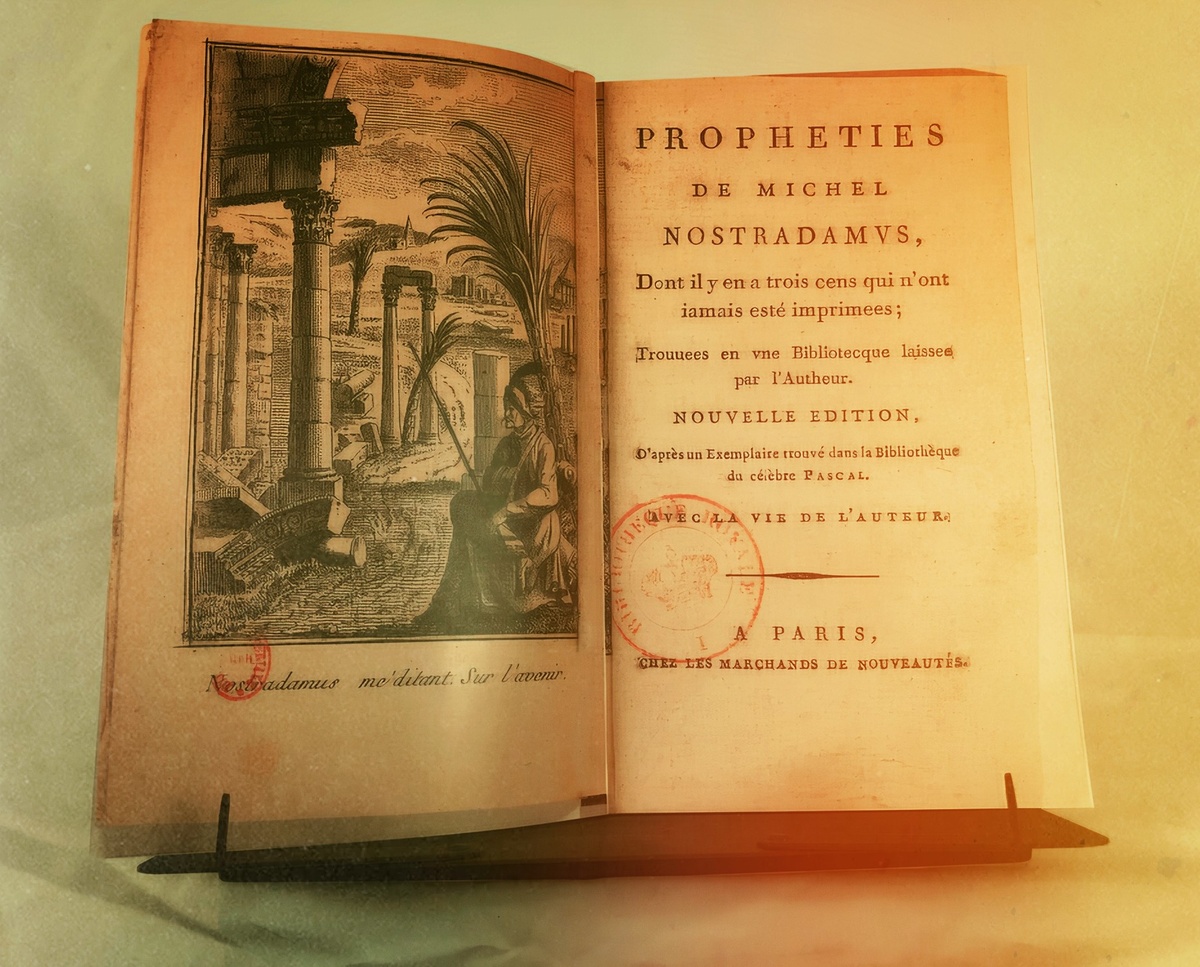 Nostradamus me'ditant. Sur l'avenir.
PROPHETIES
DE MICHEL
NOSTRADAMVS,
Dont il y en a trois cens qui n'ont
iamais esté imprimees ;
Trouuees en vne Bibliotecque laissee
par l'Autheur.
NOUVELLE EDITION,
D'après un Exemplaire trouvé dans la Bibliothèque
du célèbre PASCAL.
AVEC LA VIE DE L'AUTEUR.
BIBLIOTHEQUE ROYALE
I
A PARIS,
CHEZ LES MARCHANDS DE NOUVEAUTÉS.